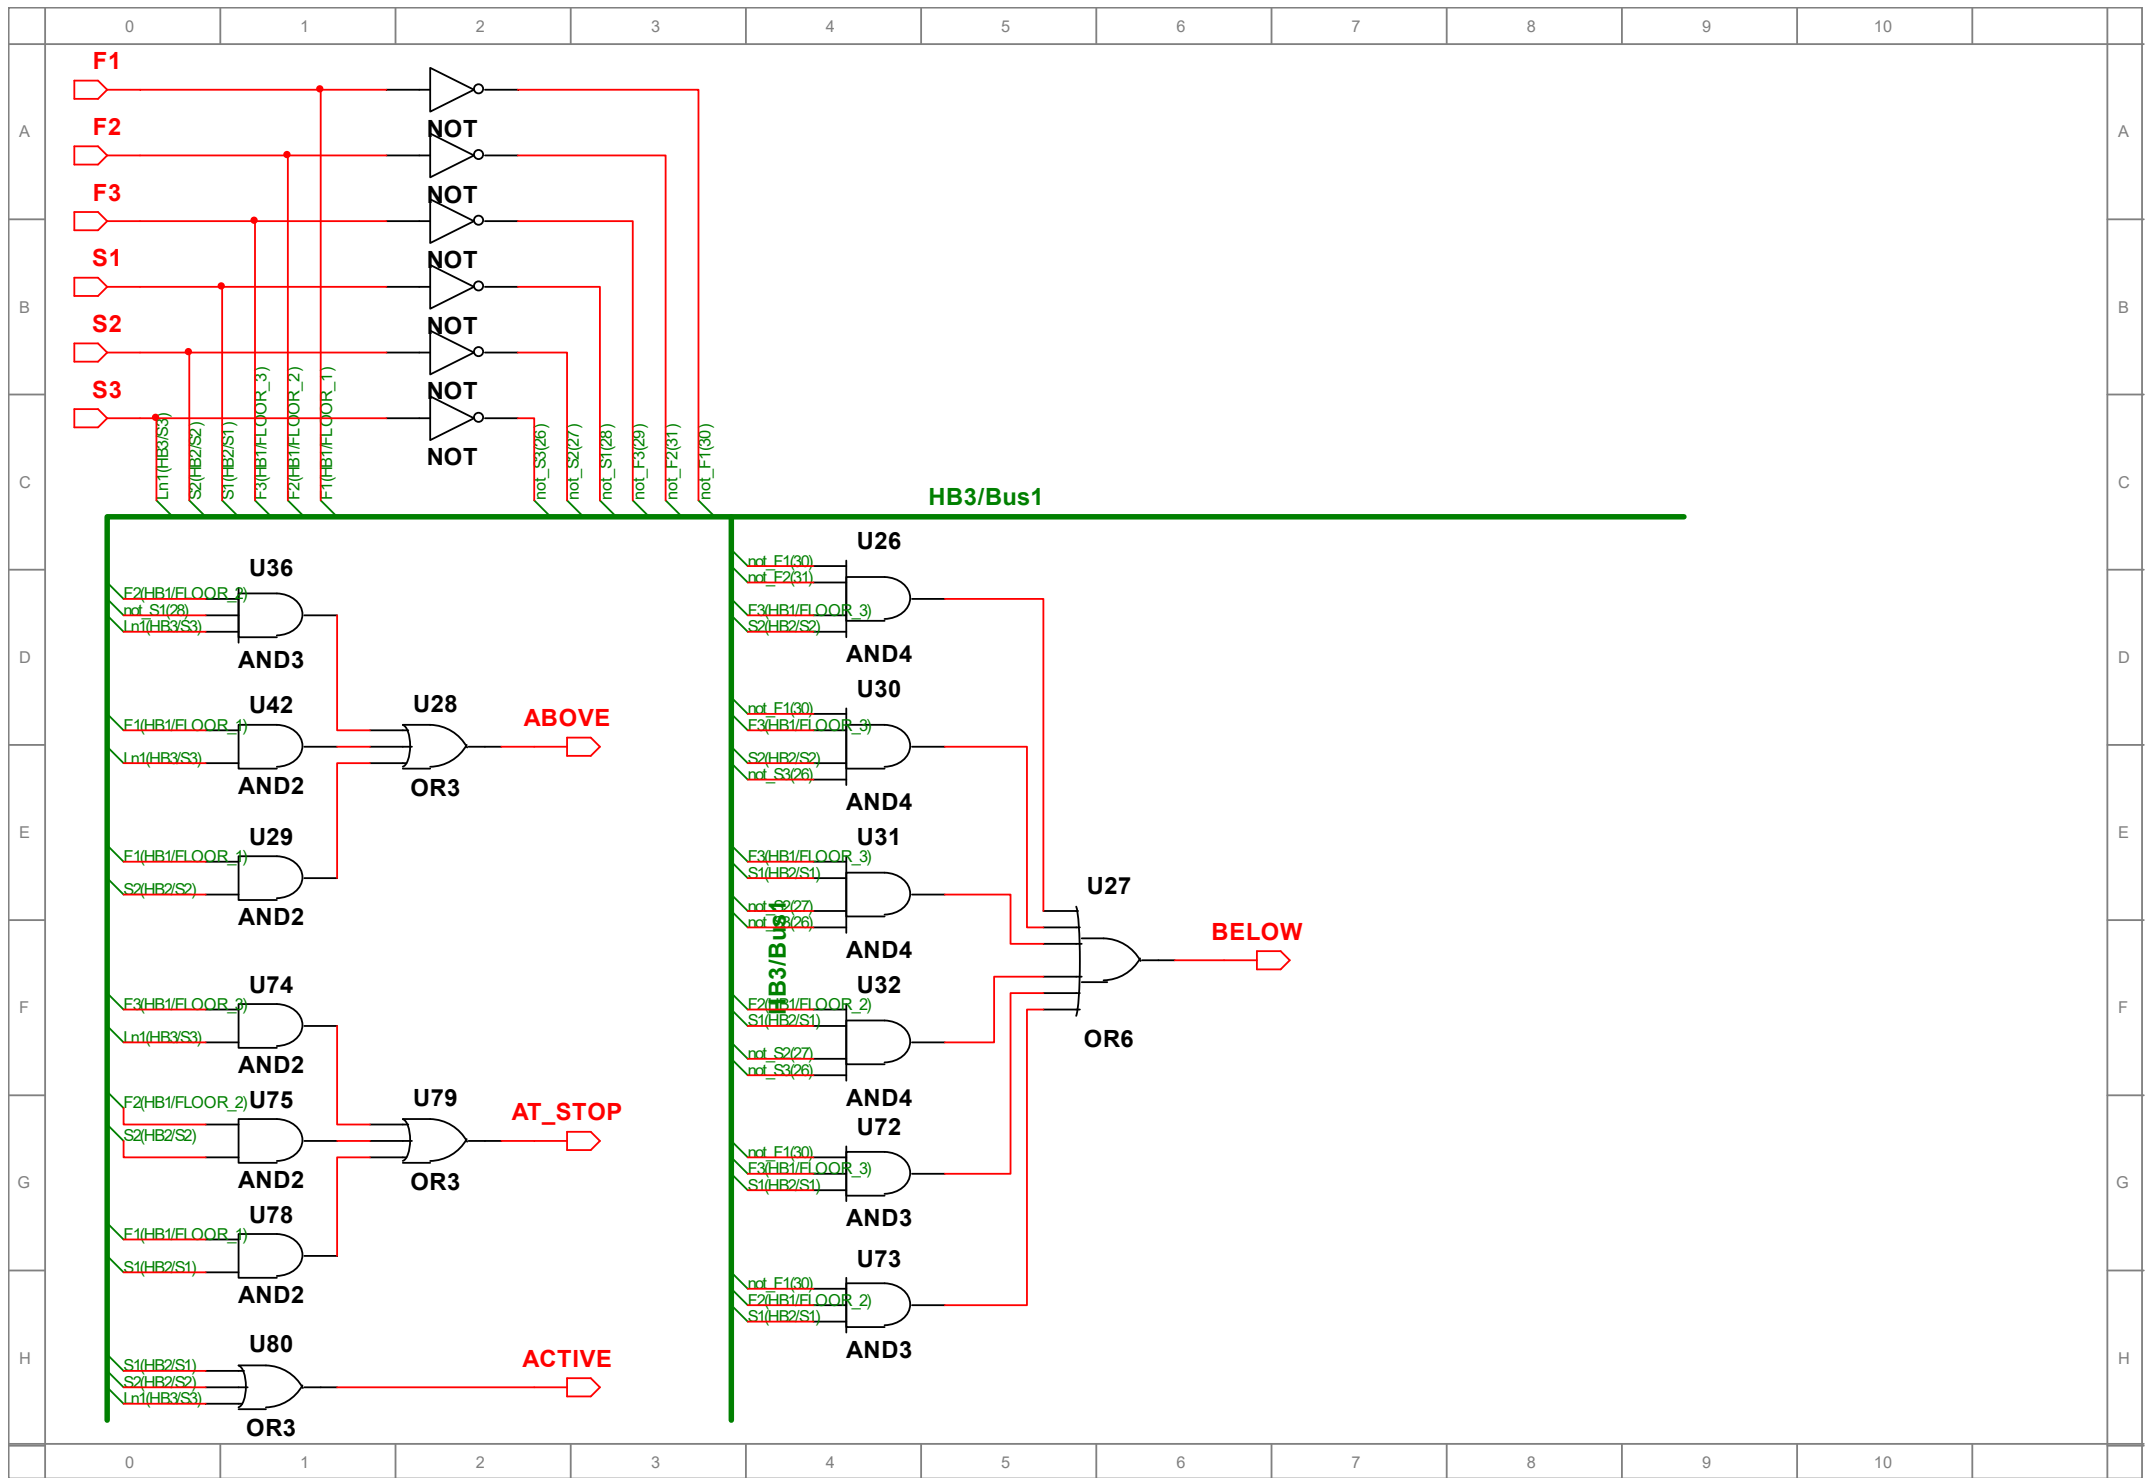 0 1 2 3 4 5 6 7 8 9 10
A A
B B
C C
D D
E E
F F
G G
H H
F1
NOT
F2
NOT
F3
NOT
S1
NOT
S2
NOT
S3
NOT
Ln1(HB3/S3)
S2(HB2/S2)
S1(HB2/S1)
F3(HB1/FLOOR_3)
F2(HB1/FLOOR_2)
F1(HB1/FLOOR_1)
not_S3(26)
not_S2(27)
not_S1(28)
not_F3(29)
not_F2(31)
not_F1(30)
HB3/Bus1
U36
F2(HB1/FLOOR_2)
not_S1(28)
Ln1(HB3/S3)
AND3
U42
F1(HB1/FLOOR_1)
Ln1(HB3/S3)
AND2
U28
OR3
ABOVE
U29
F1(HB1/FLOOR_1)
S2(HB2/S2)
AND2
U74
F3(HB1/FLOOR_3)
Ln1(HB3/S3)
AND2
U75
F2(HB1/FLOOR_2)
S2(HB2/S2)
AND2
U79
OR3
AT_STOP
U78
F1(HB1/FLOOR_1)
S1(HB2/S1)
AND2
U80
S1(HB2/S1)
S2(HB2/S2)
Ln1(HB3/S3)
OR3
ACTIVE
U26
not_F1(30)
not_F2(31)
F3(HB1/FLOOR_3)
S2(HB2/S2)
AND4
U30
not_F1(30)
F3(HB1/FLOOR_3)
S2(HB2/S2)
not_S3(26)
AND4
U31
F3(HB1/FLOOR_3)
S1(HB2/S1)
not_S2(27)
not_S3(26)
AND4
HB3/Bus1
U32
F2(HB1/FLOOR_2)
S1(HB2/S1)
not_S2(27)
not_S3(26)
AND4
U72
not_F1(30)
F3(HB1/FLOOR_3)
S1(HB2/S1)
AND3
U73
not_F1(30)
F2(HB1/FLOOR_2)
S1(HB2/S1)
AND3
U27
OR6
BELOW
0 1 2 3 4 5 6 7 8 9 10